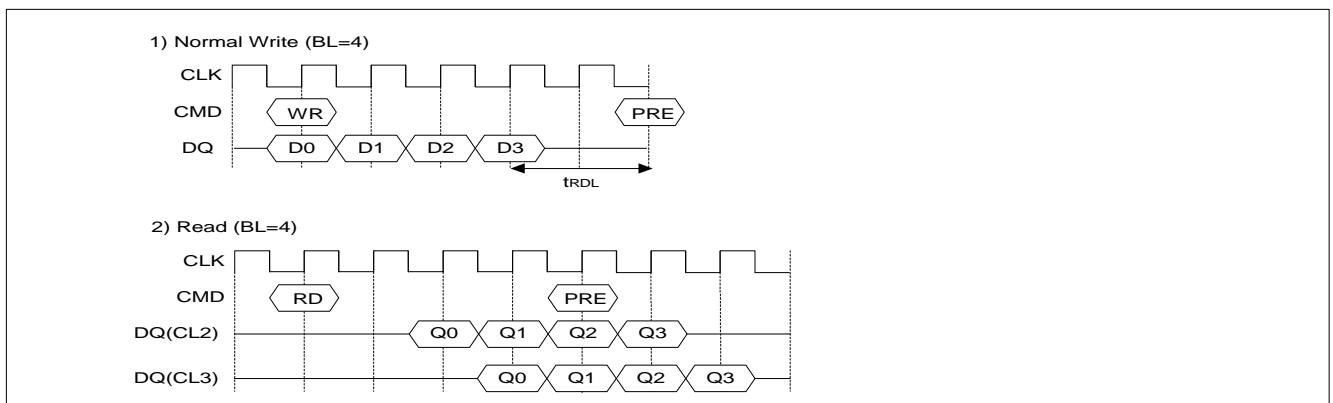 1) Normal Write (BL=4)
CLK
CMD WR PRE
DQ D0 D1 D2 D3
tRDL
2) Read (BL=4)
CLK
CMD RD PRE
DQ(CL2) Q0 Q1 Q2 Q3
DQ(CL3) Q0 Q1 Q2 Q3